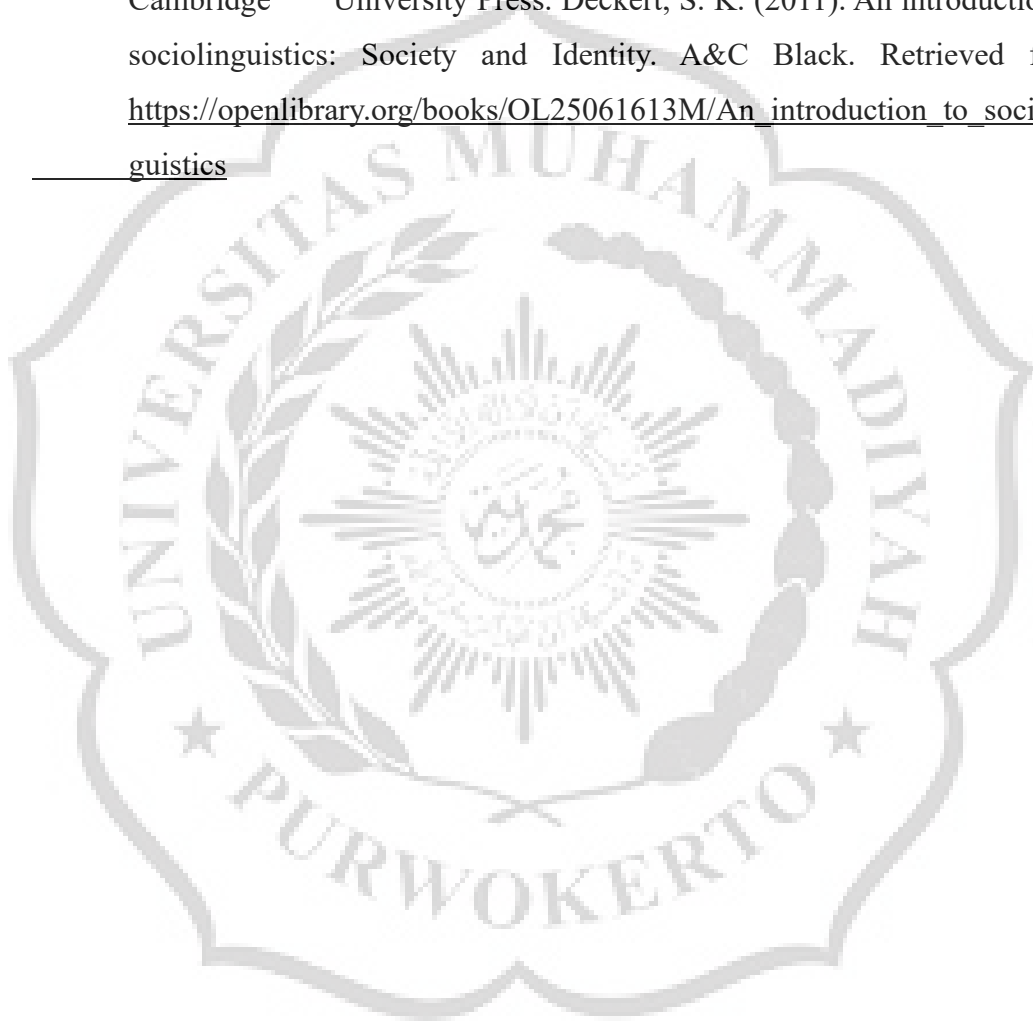 Cambridge University Press. Deckert, S. K. (2011). An introduction
sociolinguistics: Society and Identity. A&C Black. Retrieved
https://openlibrary.org/books/OL25061613M/An_introduction_to_soci
guistics
UNIVERSITAS MUHAMMADIYAH
PURWOKERTO